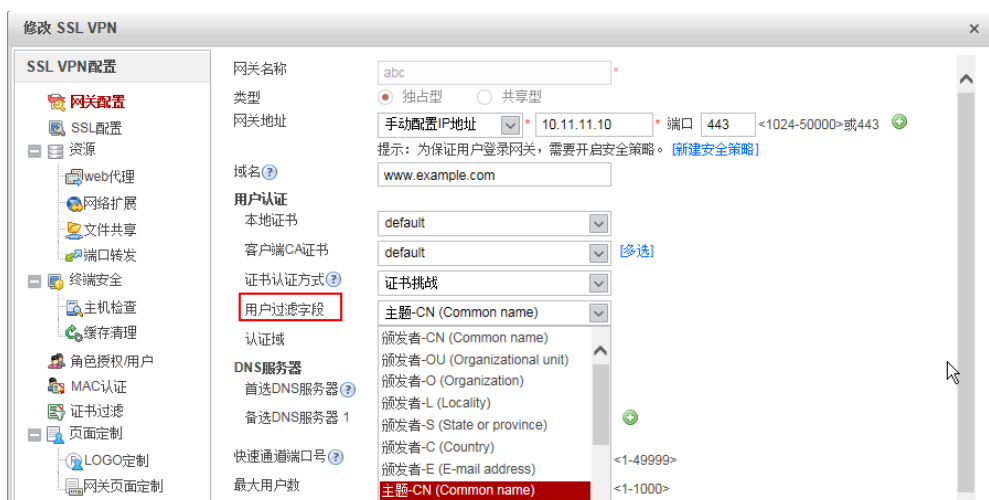 修改 SSL VPN
SSL VPN配置
网关配置
SSL配置
资源
web代理
网络扩展
文件共享
端口转发
终端安全
主机检查
缓存清理
角色授权/用户
MAC认证
证书过滤
页面定制
LOGO定制
网关页面定制
网关名称 abc *
类型 独占型 共享型
网关地址 手动配置IP地址 * 10.11.11.10 * 端口 443 <1024-50000>或443
提示：为保证用户登录网关，需要开启安全策略。[新建安全策略]
域名 ? www.example.com
用户认证
本地证书 default
客户端CA证书 default [多选]
证书认证方式 ? 证书挑战
用户过滤字段 主题-CN (Common name)
认证域
颁发者-CN (Common name)
颁发者-OU (Organizational unit)
颁发者-O (Organization)
颁发者-L (Locality)
颁发者-S (State or province)
颁发者-C (Country)
颁发者-E (E-mail address)
主题-CN (Common name)
DNS服务器
首选DNS服务器 ?
备选DNS服务器 1
快速通道端口号 ? <1-49999>
最大用户数 <1-1000>